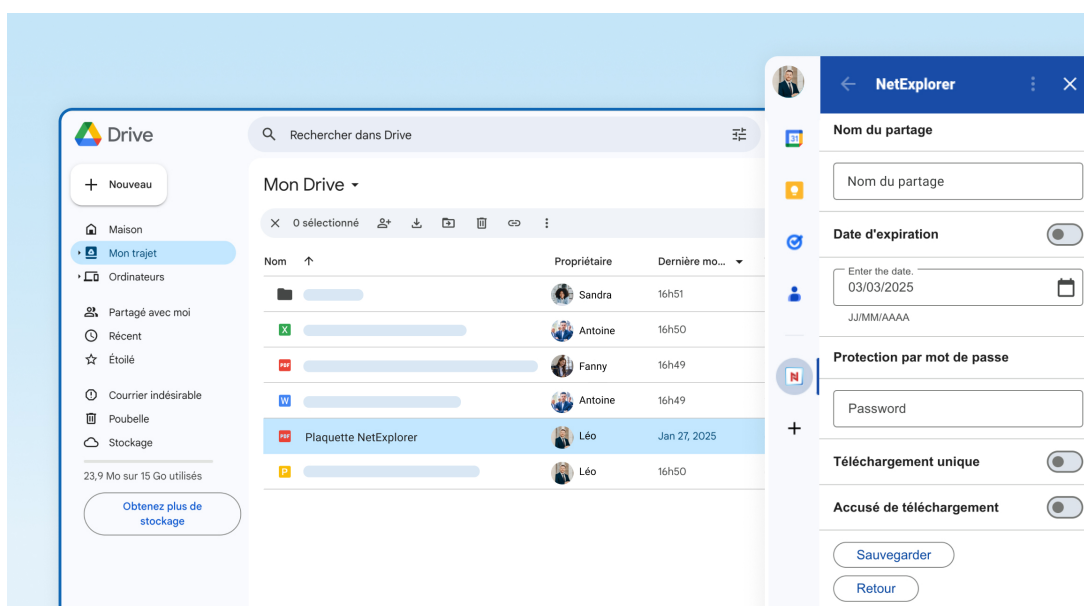 Drive
Rechercher dans Drive
Nouveau
Maison
Mon trajet
Ordinateurs
Partagé avec moi
Récent
Étoilé
Courrier indésirable
Poubelle
Stockage
23,9 Mo sur 15 Go utilisés
Obtenez plus de
stockage
Mon Drive
0 sélectionné
Nom Propriétaire Dernière mo...
Sandra 16h51
X Antoine 16h50
PDF Fanny 16h49
W Antoine 16h49
PDF Plaquette NetExplorer Léo Jan 27, 2025
P Léo 16h50
31
N
NetExplorer
Nom du partage
Nom du partage
Date d'expiration
Enter the date.
03/03/2025
JJ/MM/AAAA
Protection par mot de passe
Password
Téléchargement unique
Accusé de téléchargement
Sauvegarder
Retour